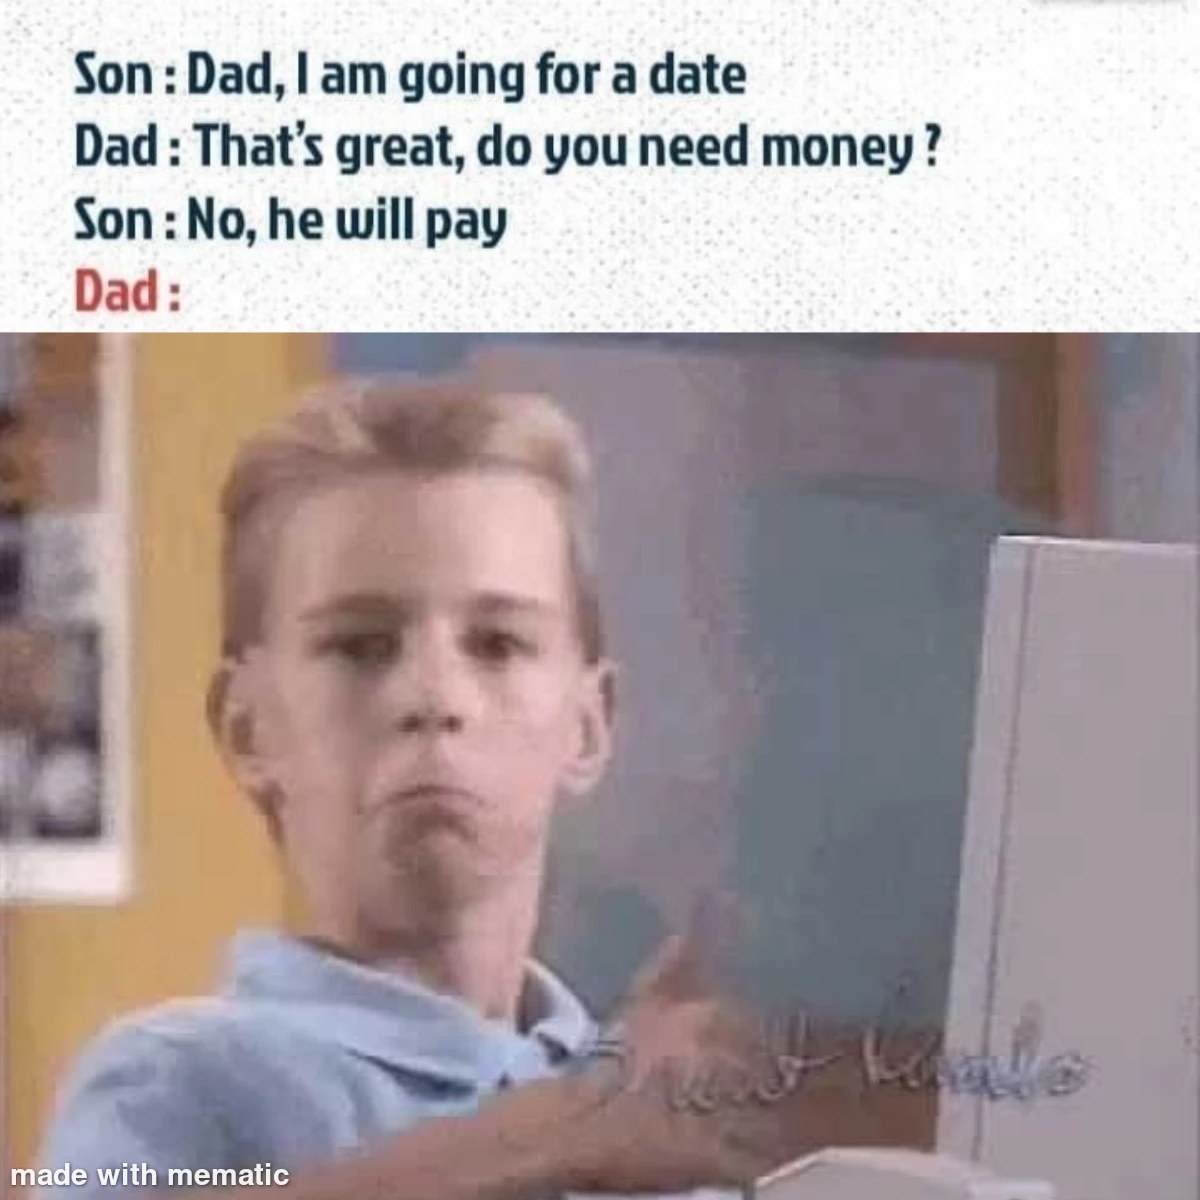 Son : Dad, I am going for a date
Dad : That's great, do you need money ?
Son : No, he will pay
Dad :
made with mematic